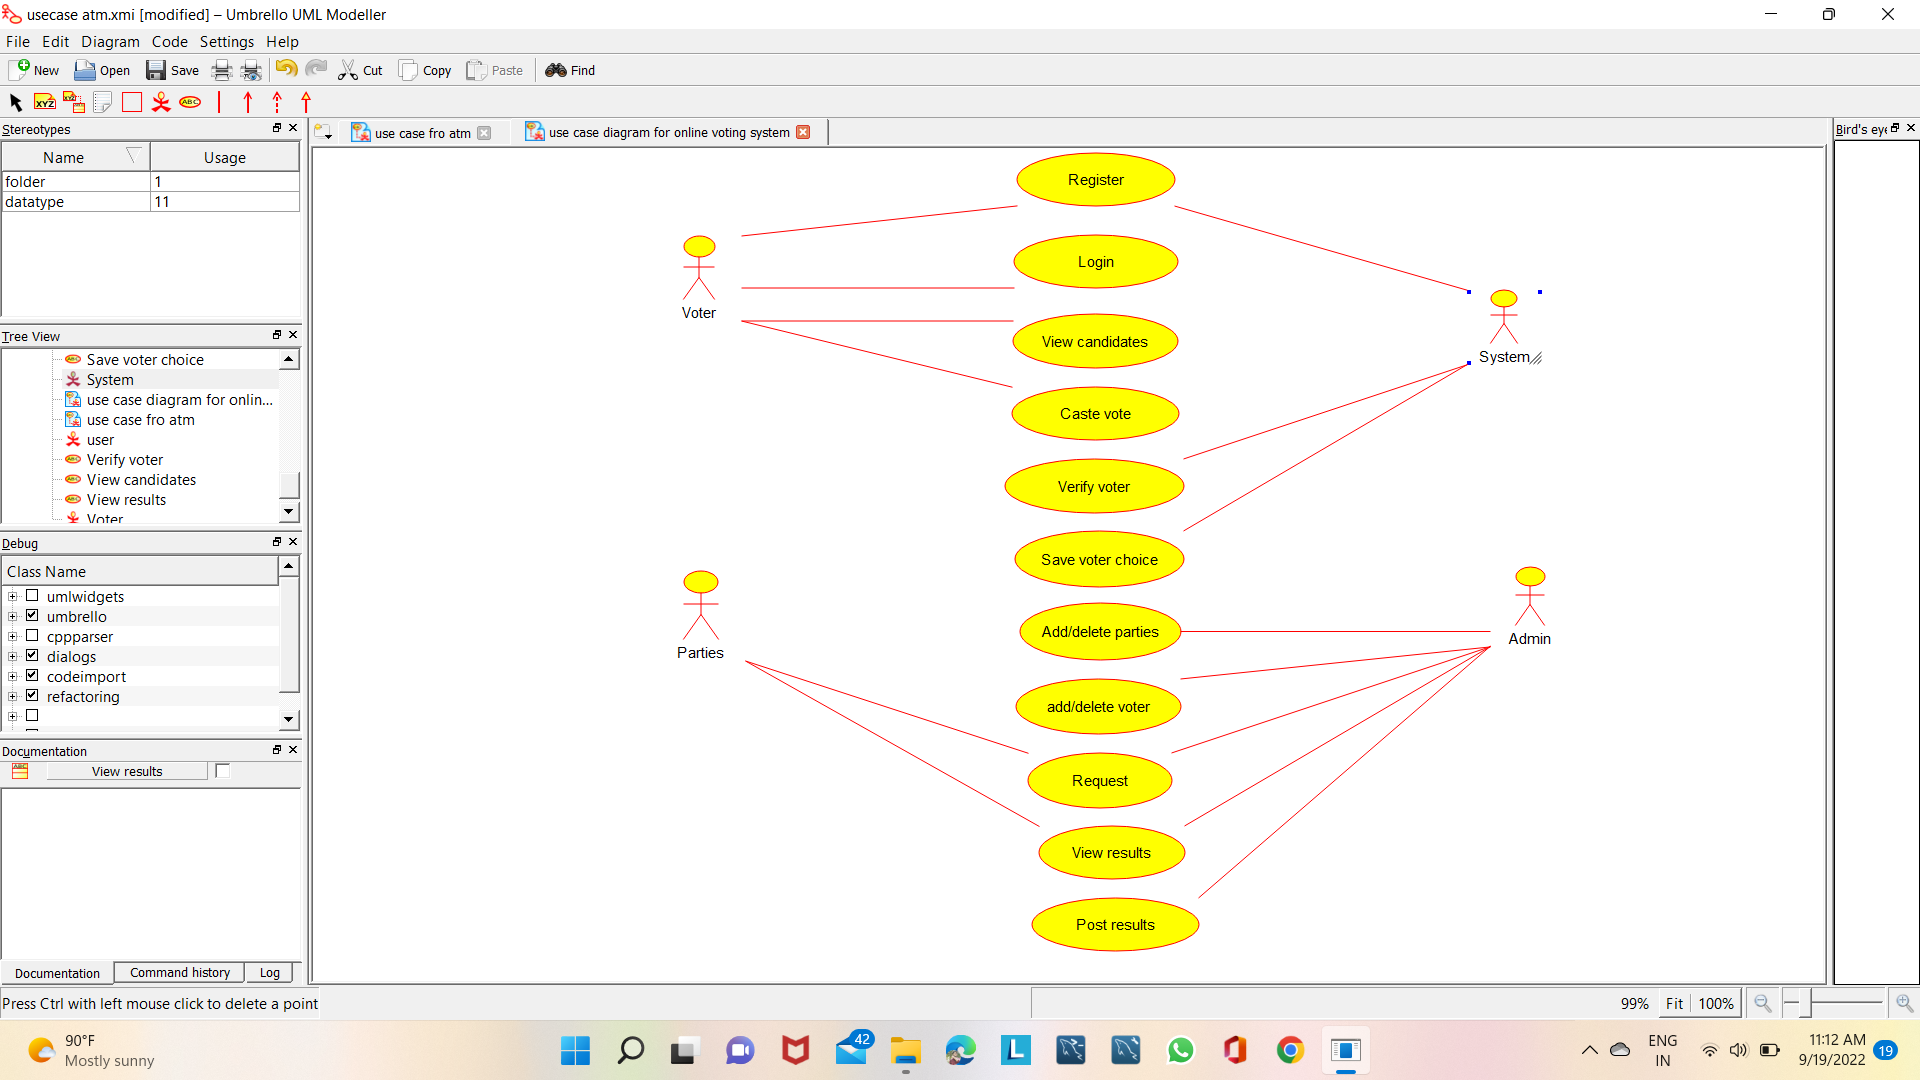 usecase atm.xmi [modified] – Umbrello UML Modeller
File Edit Diagram Code Settings Help
New Open Save Cut Copy Paste Find
XYZ XYZ ABC
Stereotypes
Name Usage
folder 1
datatype 11
Tree View
Save voter choice
System
use case diagram for onlin...
use case fro atm
user
Verify voter
View candidates
View results
Voter
Debug
Class Name
umlwidgets
umbrello
cppparser
dialogs
codeimport
refactoring
Documentation
View results
Documentation Command history Log
Press Ctrl with left mouse click to delete a point
use case fro atm use case diagram for online voting system
Register
Login
Voter
View candidates
System
Caste vote
Verify voter
Save voter choice
Add/delete parties
Admin
Parties
add/delete voter
Request
View results
Post results
Bird's eye
99% Fit 100%
90°F
Mostly sunny
42
L
ENG
IN
11:12 AM
9/19/2022
19